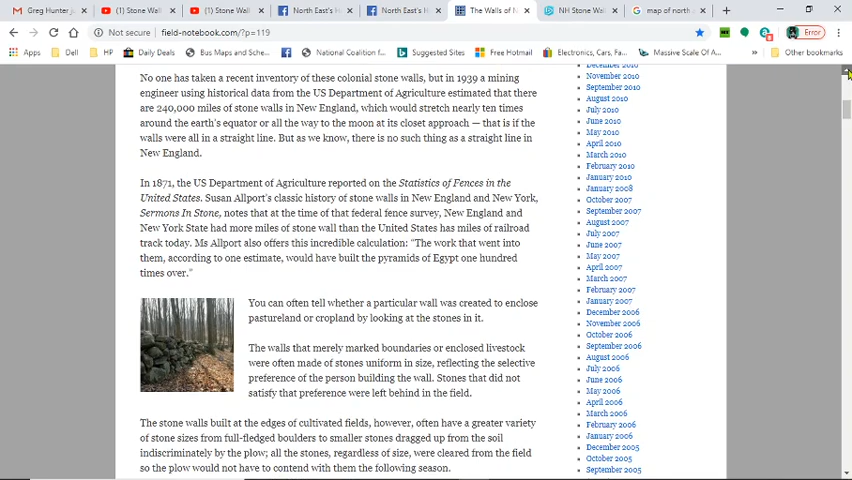 Greg Hunter ju
(1) Stone Wall
(1) Stone Wall
North East's H
North East's H
The Walls of N
NH Stone Wall
map of north
Not secure | field-notebook.com/?p=119
Error
Apps
Dell
HP
Daily Deals
Bus Maps and Sche...
National Coalition f...
Suggested Sites
Free Hotmail
Electronics, Cars, Fa...
Massive Scale Of A...
Other bookmarks
No one has taken a recent inventory of these colonial stone walls, but in 1939 a mining
engineer using historical data from the US Department of Agriculture estimated that there
are 240,000 miles of stone walls in New England, which would stretch nearly ten times
around the earth's equator or all the way to the moon at its closet approach — that is if the
walls were all in a straight line. But as we know, there is no such thing as a straight line in
New England.
In 1871, the US Department of Agriculture reported on the Statistics of Fences in the
United States. Susan Allport's classic history of stone walls in New England and New York,
Sermons In Stone, notes that at the time of that federal fence survey, New England and
New York State had more miles of stone wall than the United States has miles of railroad
track today. Ms Allport also offers this incredible calculation: "The work that went into
them, according to one estimate, would have built the pyramids of Egypt one hundred
times over."
You can often tell whether a particular wall was created to enclose
pastureland or cropland by looking at the stones in it.
The walls that merely marked boundaries or enclosed livestock
were often made of stones uniform in size, reflecting the selective
preference of the person building the wall. Stones that did not
satisfy that preference were left behind in the field.
The stone walls built at the edges of cultivated fields, however, often have a greater variety
of stone sizes from full-fledged boulders to smaller stones dragged up from the soil
indiscriminately by the plow; all the stones, regardless of size, were cleared from the field
so the plow would not have to contend with them the following season.
December 2010
November 2010
September 2010
August 2010
July 2010
June 2010
May 2010
April 2010
March 2010
February 2010
January 2010
January 2008
October 2007
September 2007
August 2007
July 2007
June 2007
May 2007
April 2007
March 2007
February 2007
January 2007
December 2006
November 2006
September 2006
August 2006
July 2006
June 2006
May 2006
April 2006
March 2006
February 2006
January 2006
December 2005
October 2005
September 2005